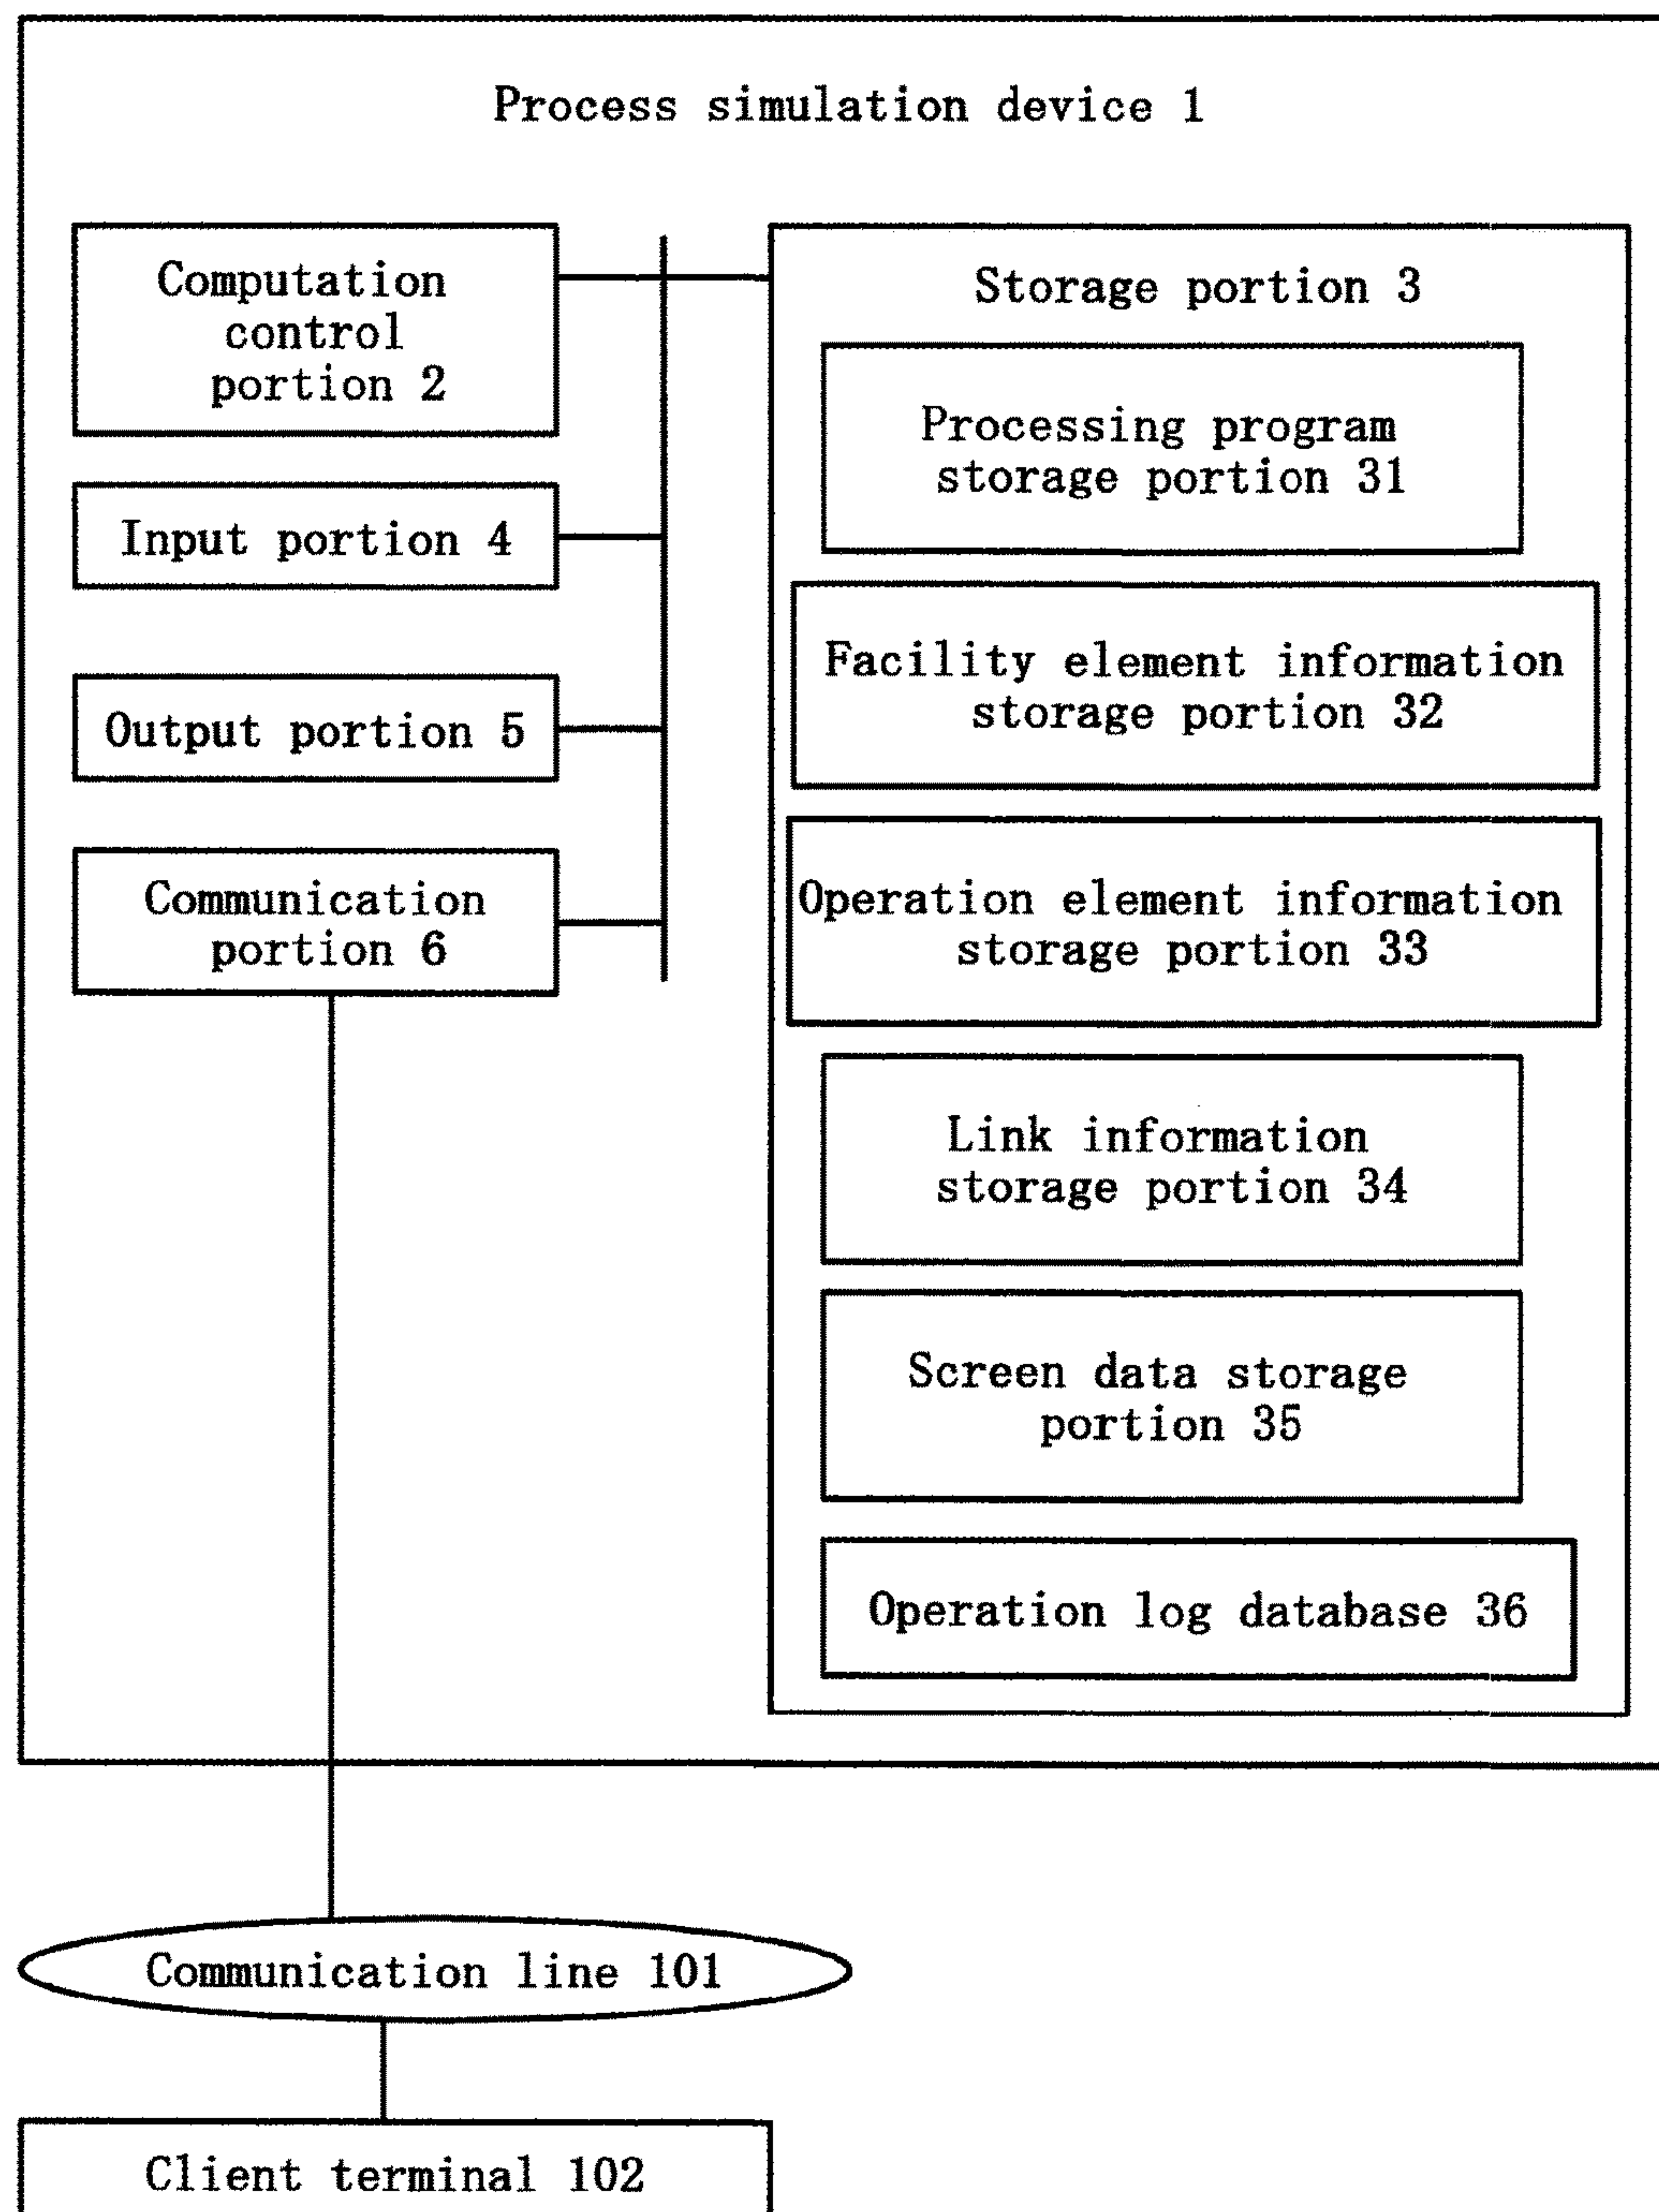 Process simulation device 1
Computation
control
portion 2
Input portion 4
Output portion 5
Communication
portion 6
Storage portion 3
Processing program
storage portion 31
Facility element information
storage portion 32
Operation element information
storage portion 33
Link information
storage portion 34
Screen data storage
portion 35
Operation log database 36
Communication line 101
Client terminal 102